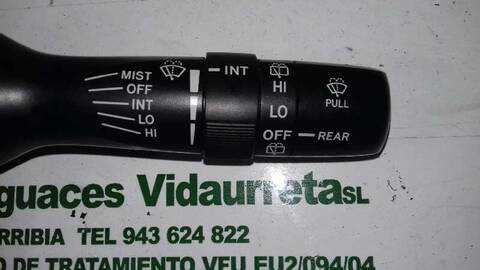 MIST
OFF
INT
LO
HI
INT
HI
LO
OFF
REAR
PULL
guaces Vidaurreta SL
RRIBIA TEL 943 624 822
O DE TRATAMIENTO VFU EU2/094/04